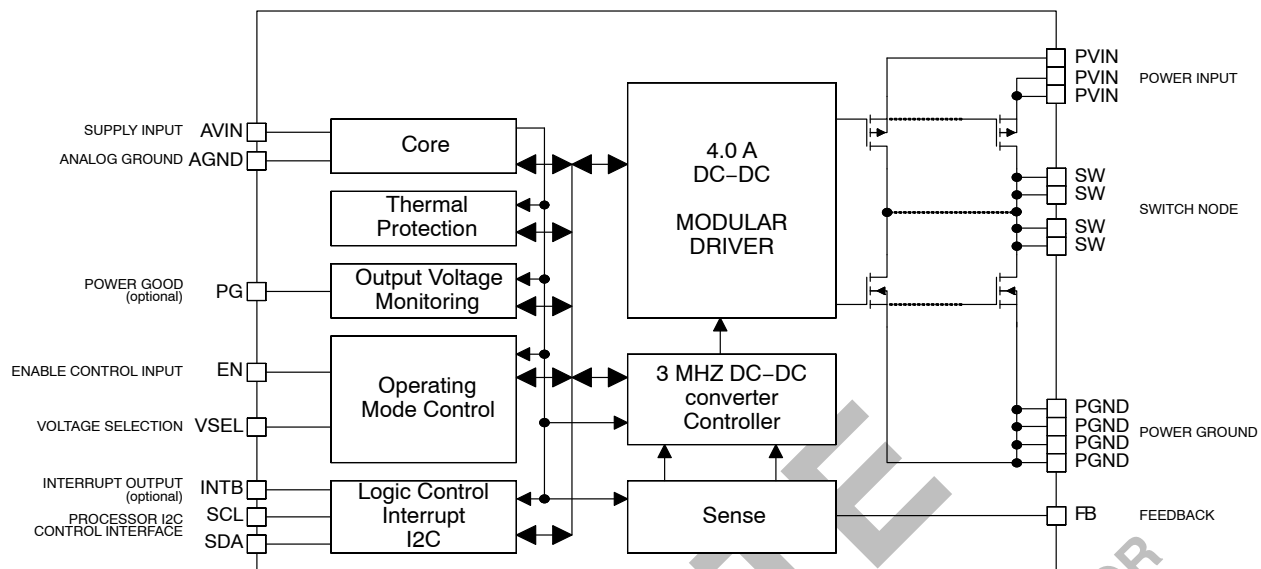 SUPPLY INPUT
AVIN
ANALOG GROUND
AGND
POWER GOOD
(optional)
PG
ENABLE CONTROL INPUT
EN
VOLTAGE SELECTION
VSEL
INTERRUPT OUTPUT
(optional)
INTB
PROCESSOR I2C
CONTROL INTERFACE
SCL
SDA
Core
Thermal
Protection
Output Voltage
Monitoring
Operating
Mode Control
Logic Control
Interrupt
I2C
4.0 A
DC−DC
MODULAR
DRIVER
3 MHZ DC−DC
converter
Controller
Sense
PVIN
PVIN
PVIN
POWER INPUT
SW
SW
SW
SW
SWITCH NODE
PGND
PGND
PGND
PGND
POWER GROUND
FB
FEEDBACK